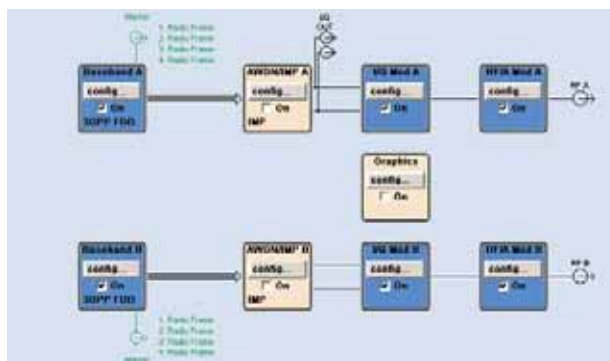 Marker
1 Radio Frame
2 Radio Frame
3 Radio Frame
4 Radio Frame
I/Q
OUT
Baseband A
config...
On
3GPP FDD
AWGN/IMP A
config...
On
IMP
I/Q Mod A
config...
On
RF/A Mod A
config...
On
RF A
Graphics
config...
On
Baseband B
config...
On
3GPP FDD
AWGN/IMP B
config...
On
IMP
I/Q Mod B
config...
On
Mod B
config...
On
RF B
1 Radio Frame
2 Radio Frame
3 Radio Frame
4 Radio Frame